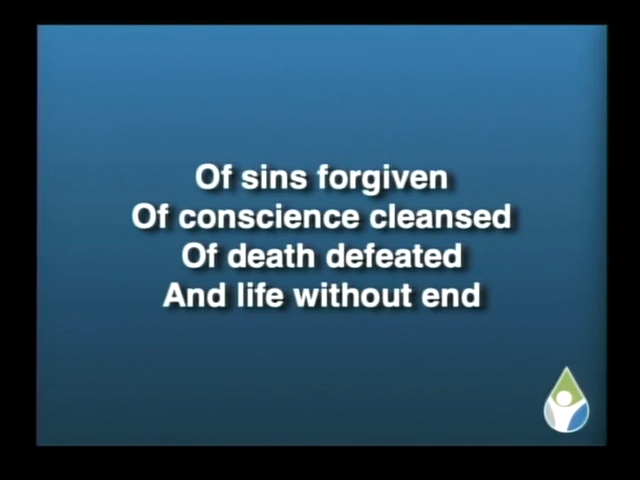 Of sins forgiven
Of conscience cleansed
Of death defeated
And life without end